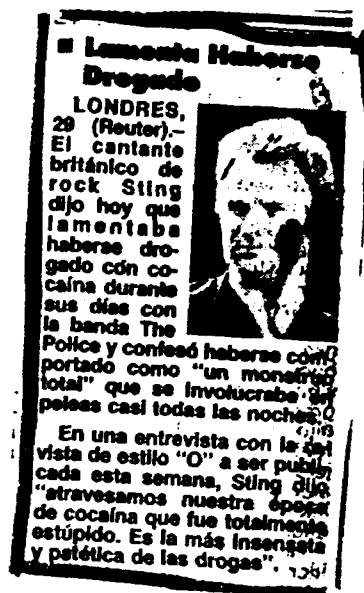 Lamenta Haberse
Drogado
LONDRES,
29 (Reuter).–
El cantante
británico de
rock Sting
dijo hoy que
lamentaba
haberse dro-
gado con co-
caína durante
sus días con
la banda The
Police y confesó haberse com-
portado como "un monstruo
total" que se involucraba en
peleas casi todas las noches.
En una entrevista con la re-
vista de estilo "O" a ser publi-
cada esta semana, Sting dijo
"atravesamos nuestra época
de cocaína que fue totalmente
estúpido. Es la más insensata
y patética de las drogas".